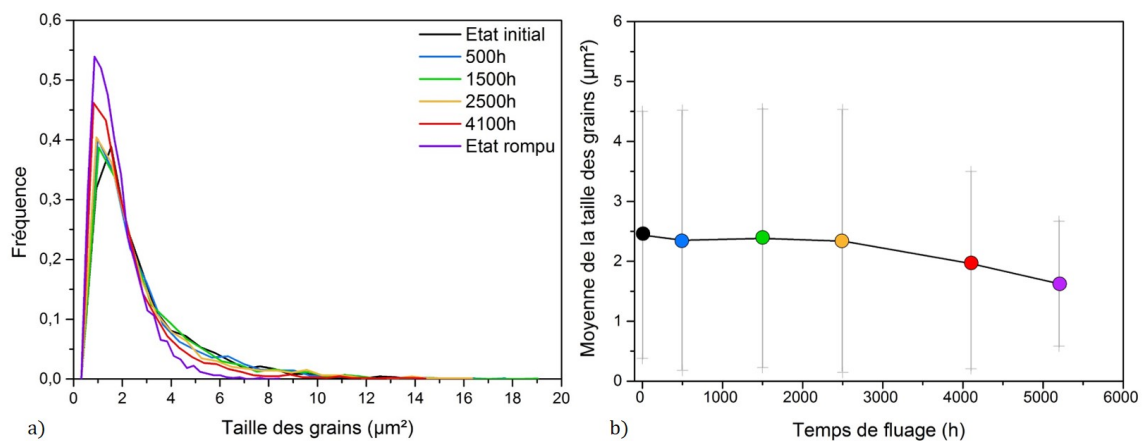 0,6
0,5
0,4
0,3
0,2
0,1
0,0
Fréquence
0 2 4 6 8 10 12 14 16 18 20
Taille des grains (µm²)
Etat initial
500h
1500h
2500h
4100h
Etat rompu
a)
6
5
4
3
2
1
0
Moyenne de la taille des grains (µm²)
0 1000 2000 3000 4000 5000 6000
Temps de fluage (h)
b)